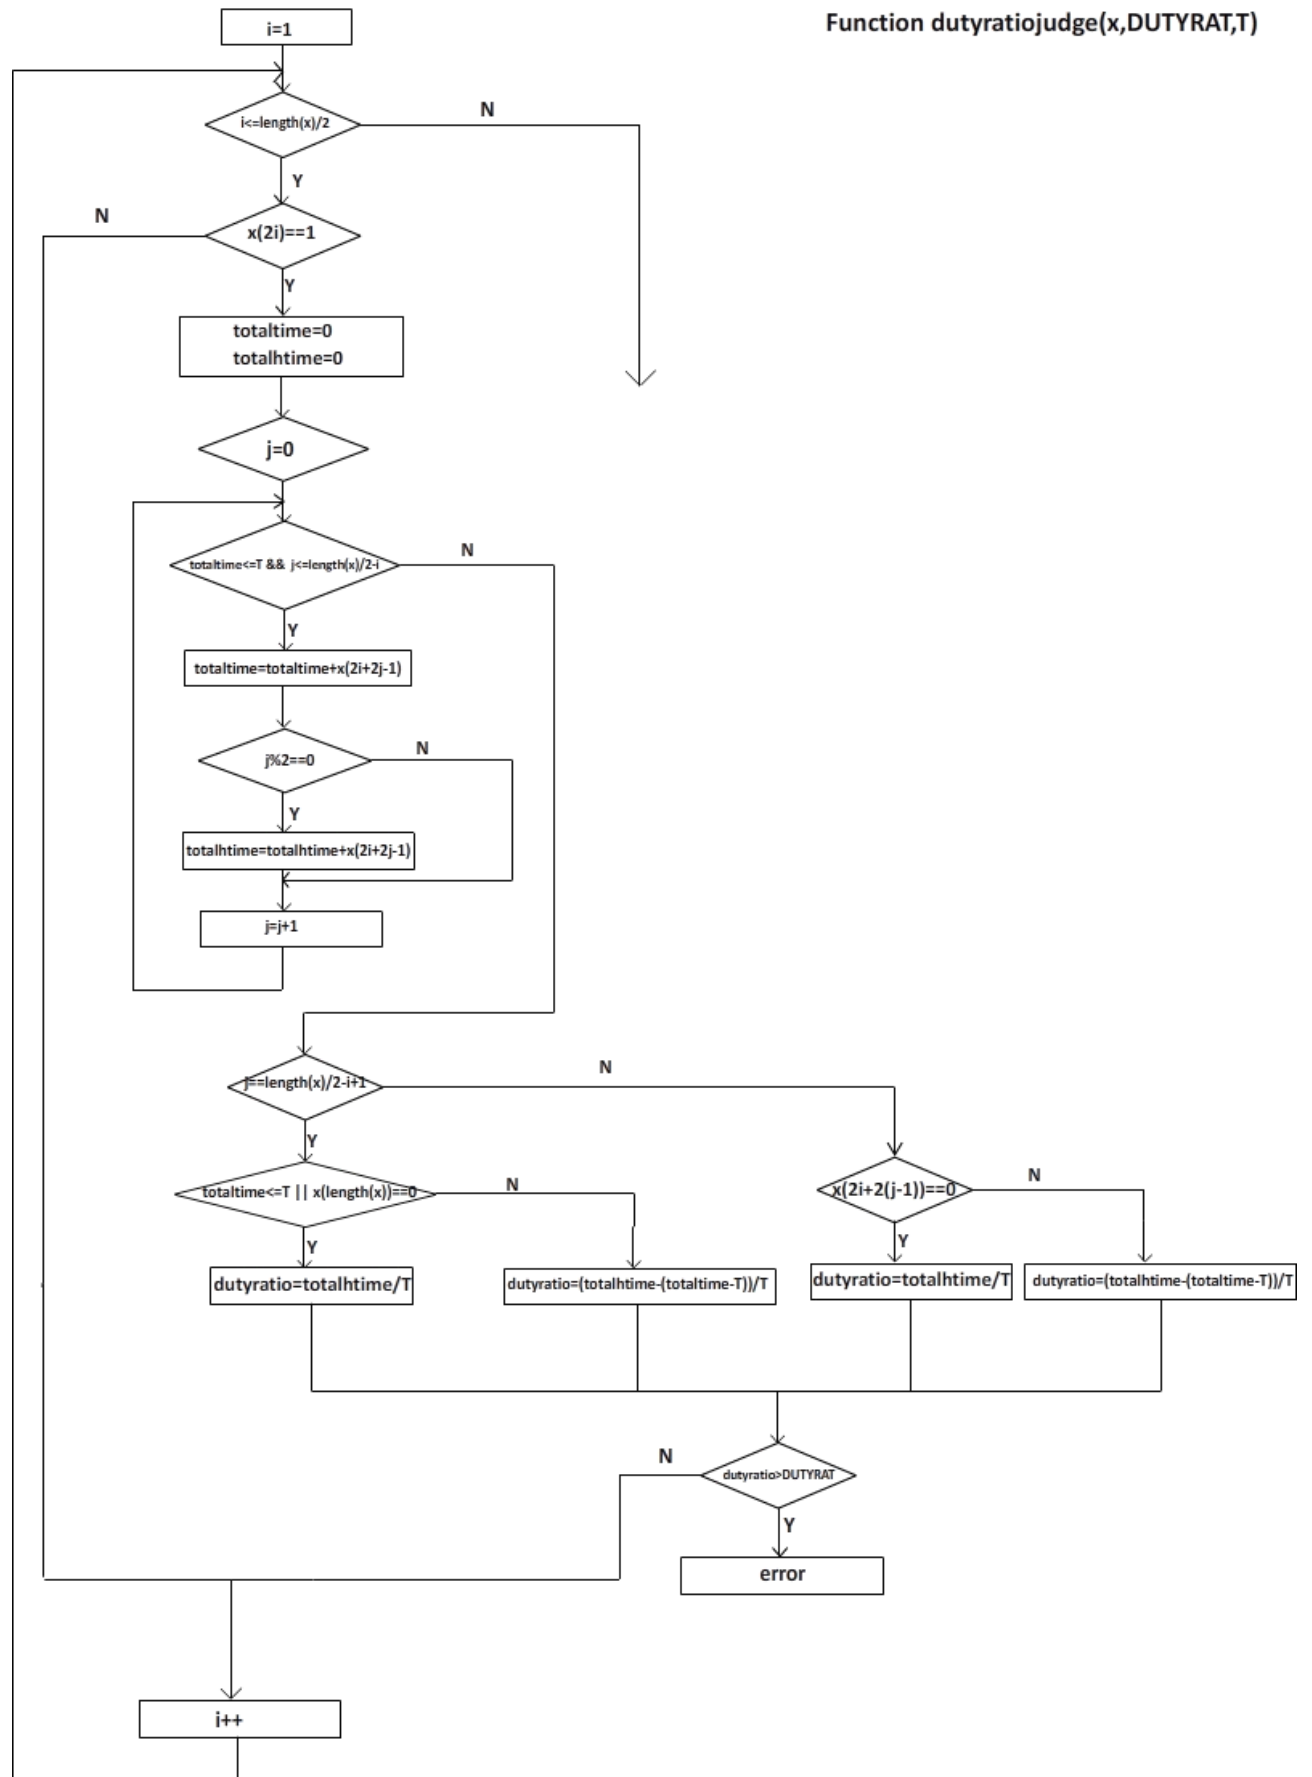 Function dutyratiojudge(x,DUTYRAT,T)
i=1
i<=length(x)/2
N
Y
x(2i)==1
N
Y
totaltime=0
totalhtime=0
j=0
totaltime<=T && j<=length(x)/2-i
N
Y
totaltime=totaltime+x(2i+2j-1)
j%2==0
N
Y
totalhtime=totalhtime+x(2i+2j-1)
j=j+1
j==length(x)/2-i+1
N
Y
totaltime<=T || x(length(x))==0
N
Y
x(2i+2(j-1))==0
N
Y
dutyratio=totalhtime/T
dutyratio=(totalhtime-(totaltime-T))/T
dutyratio=totalhtime/T
dutyratio=(totalhtime-(totaltime-T))/T
dutyratio>DUTYRAT
N
Y
error
i++